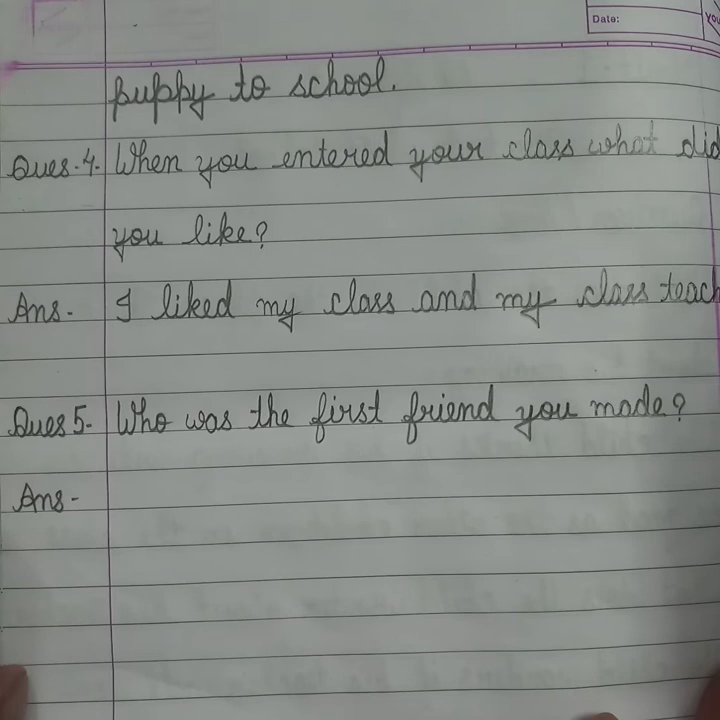 Date:
puppy to school.
Ques.4. When you entered your class what did
you like?
Ans- I liked my class and my class teach
Ques 5. Who was the first friend you made?
Ans-